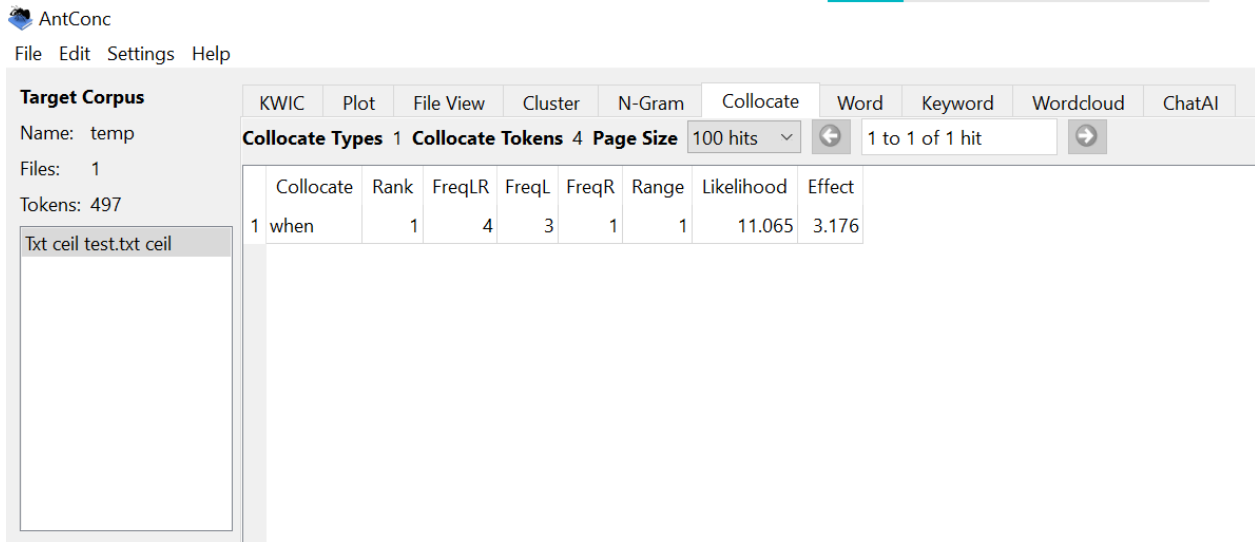 AntConc
File Edit Settings Help
Target Corpus
Name: temp
Files: 1
Tokens: 497
Txt ceil test.txt ceil
KWIC Plot File View Cluster N-Gram Collocate Word Keyword Wordcloud ChatAI
Collocate Types 1 Collocate Tokens 4 Page Size 100 hits 1 to 1 of 1 hit
Collocate Rank FreqLR FreqL FreqR Range Likelihood Effect
1 when 1 4 3 1 1 11.065 3.176